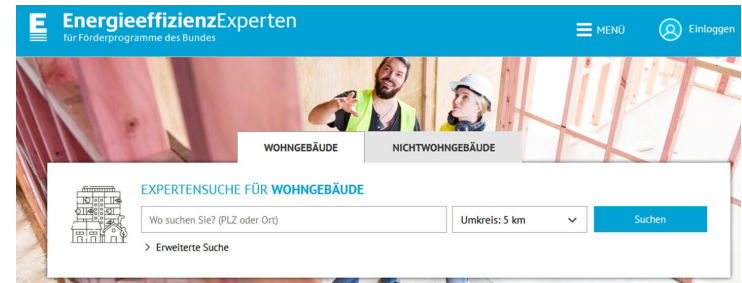 EnergieeffizienzExperten
für Förderprogramme des Bundes
MENÜ
Einloggen
WOHNGEBÄUDE
NICHTWOHNGEBÄUDE
EXPERTENSUCHE FÜR WOHNGEBÄUDE
Wo suchen Sie? (PLZ oder Ort)
Umkreis: 5 km
Suchen
> Erweiterte Suche